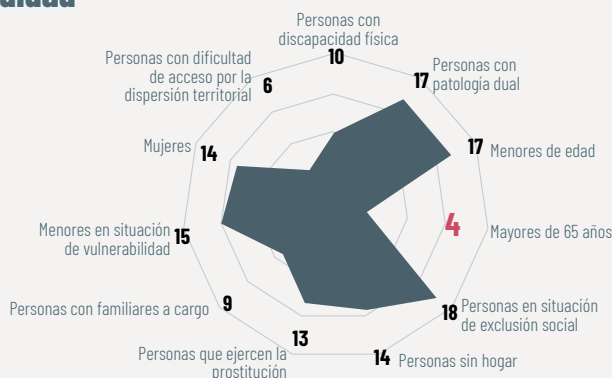 Personas con
discapacidad física
10
Personas con
patología dual
17
Menores de edad
17
Mayores de 65 años
4
Personas en situación
de exclusión social
18
Personas sin hogar
14
Personas que ejercen la
prostitución
13
Personas con familiares a cargo
9
Menores en situación
de vulnerabilidad
15
Mujeres
14
Personas con dificultad
de acceso por la
dispersión territorial
6